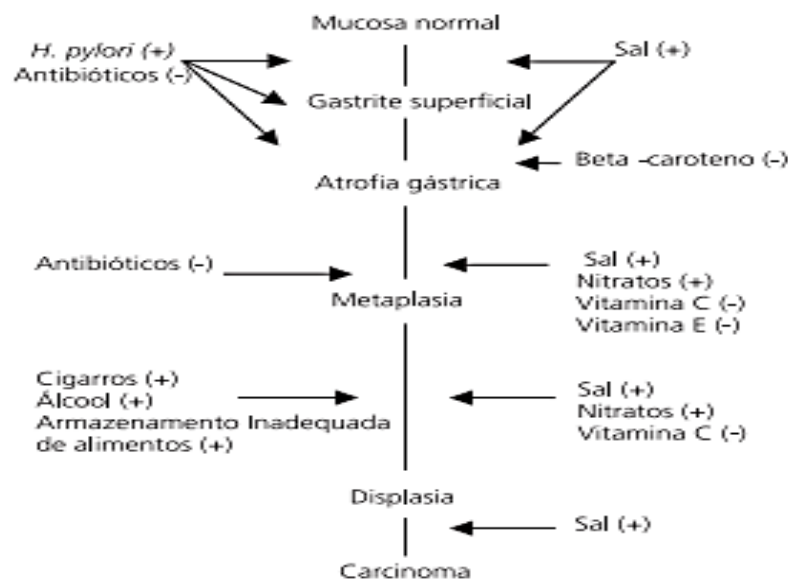 Mucosa normal
H. pylori (+)
Antibióticos (-)
Sal (+)
Gastrite superficial
Beta -caroteno (-)
Atrofia gástrica
Antibióticos (-)
Sal (+)
Nitratos (+)
Vitamina C (-)
Vitamina E (-)
Metaplasia
Cigarros (+)
Álcool (+)
Armazenamento Inadequada
de alimentos (+)
Sal (+)
Nitratos (+)
Vitamina C (-)
Displasia
Sal (+)
Carcinoma